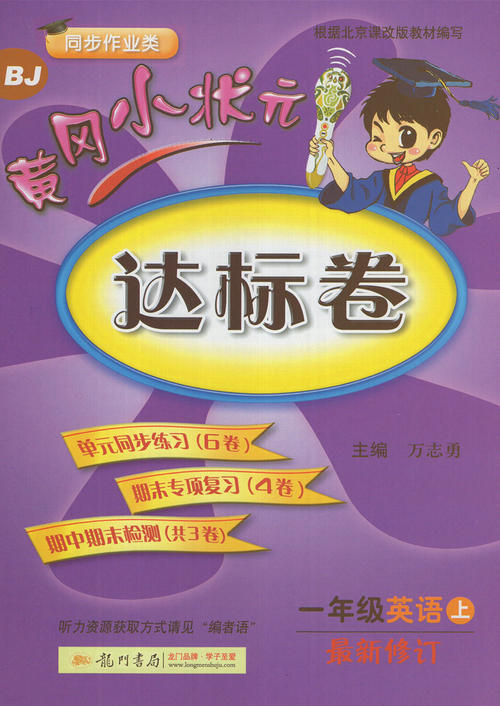 同步作业类
根据北京课改版教材编写
BJ
黄冈小状元
达标卷
单元同步练习(6卷)
期末专项复习(4卷)
期中期末检测(共3卷)
主编 万志勇
一年级英语上
最新修订
听力资源获取方式请见“编者语”
龍門書局
龙门品牌·学子至爱
www.longmenshuju.com